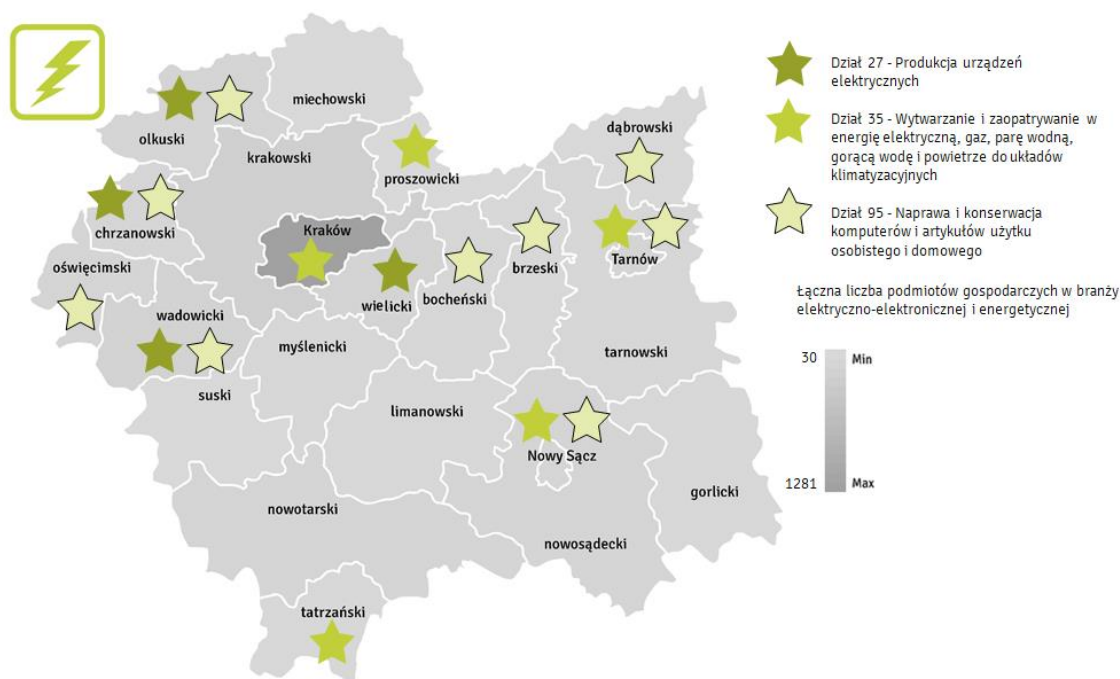 miechowski
olkuski
krakowski
proszowicki
dąbrowski
chrzanowski
Kraków
oświęcimski
wielicki
bocheński
brzeski
Tarnów
wadowicki
myślenicki
tarnowski
suski
limanowski
Nowy Sącz
gorlicki
nowotarski
nowosądecki
tatrzański
Dział 27 - Produkcja urządzeń
elektrycznych
Dział 35 - Wytwarzanie i zaopatrywanie w
energię elektryczną, gaz, parę wodną,
gorącą wodę i powietrze do układów
klimatyzacyjnych
Dział 95 - Naprawa i konserwacja
komputerów i artykułów użytku
osobistego i domowego
Łączna liczba podmiotów gospodarczych w branży
elektryczno-elektronicznej i energetycznej
30 Min
1281 Max